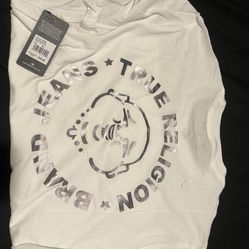 TRUE RELIGION
BRAND JEANS